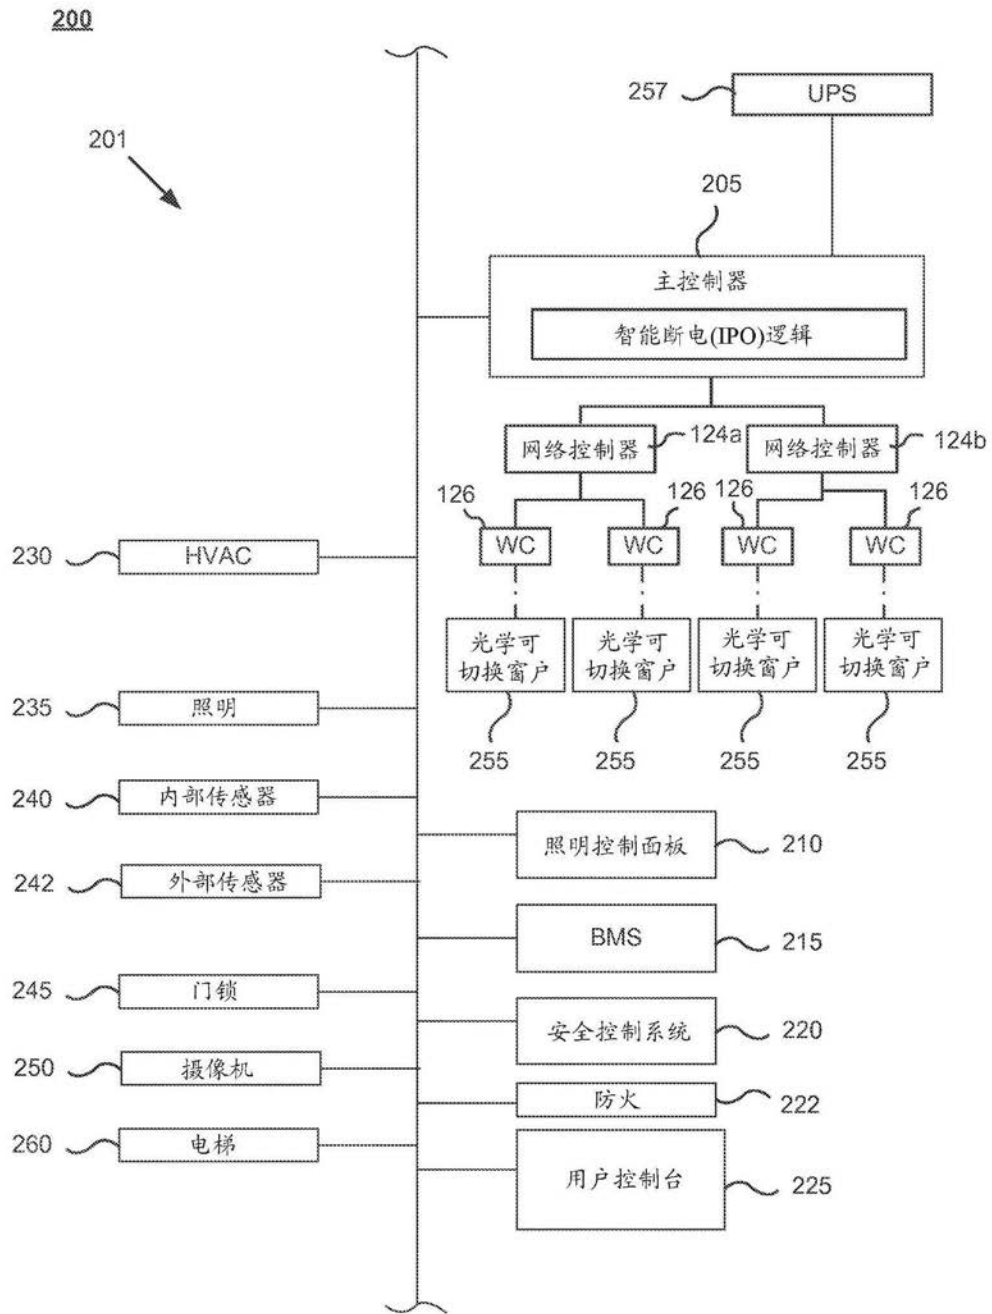 200
201
257
UPS
205
主控制器
智能断电(IPO)逻辑
网络控制器
124a
网络控制器
124b
126
126
126
126
WC
WC
WC
WC
光学可
切换窗户
光学可
切换窗户
光学可
切换窗户
光学可
切换窗户
255
255
255
255
230
HVAC
235
照明
240
内部传感器
242
外部传感器
245
门锁
250
摄像机
260
电梯
照明控制面板
210
BMS
215
安全控制系统
220
防火
222
用户控制台
225